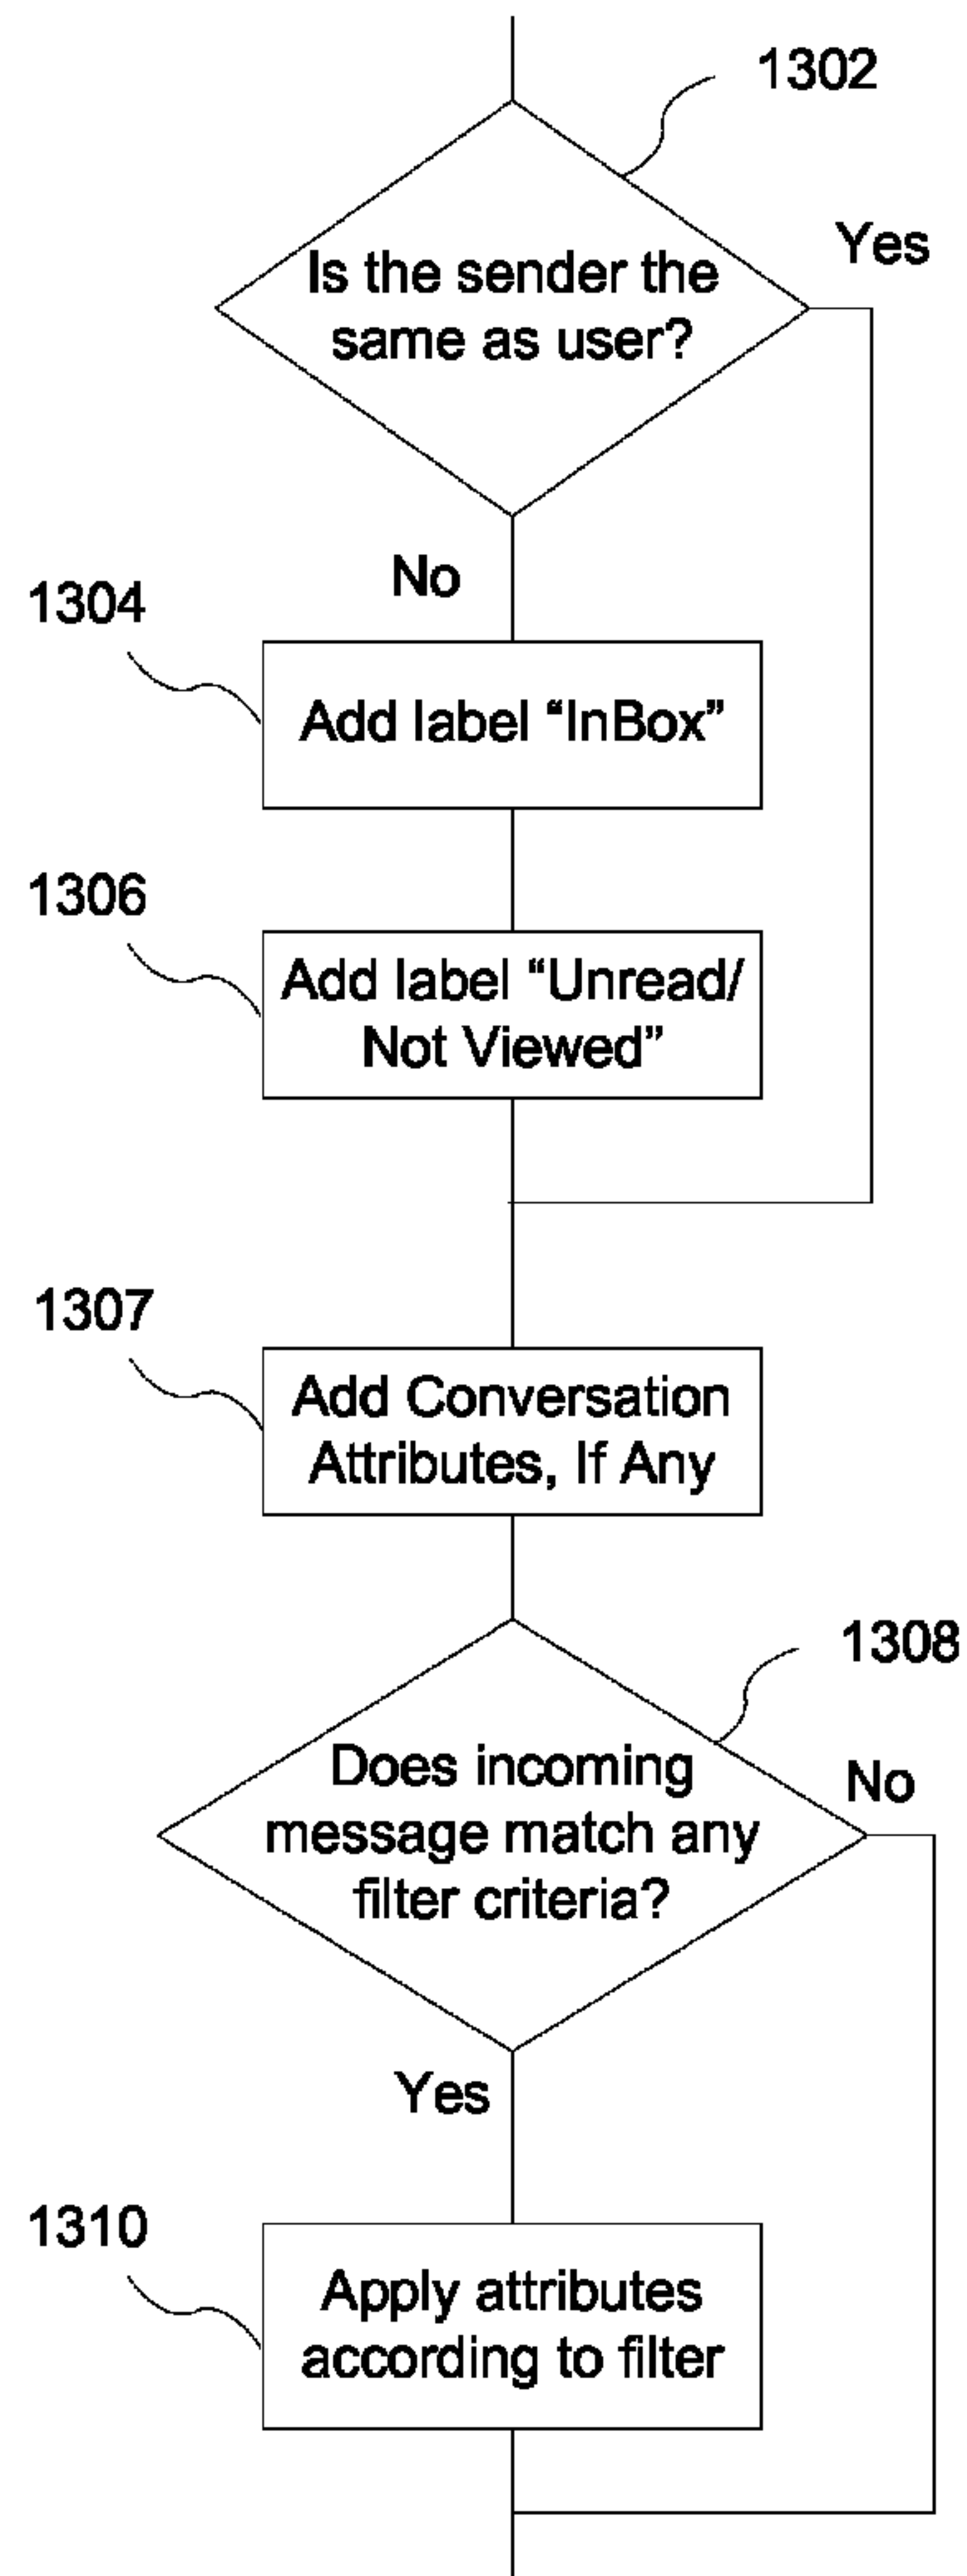 1302
Yes
Is the sender the
same as user?
No
1304
Add label “InBox”
1306
Add label “Unread/
Not Viewed”
1307
Add Conversation
Attributes, If Any
1308
No
Does incoming
message match any
filter criteria?
Yes
1310
Apply attributes
according to filter